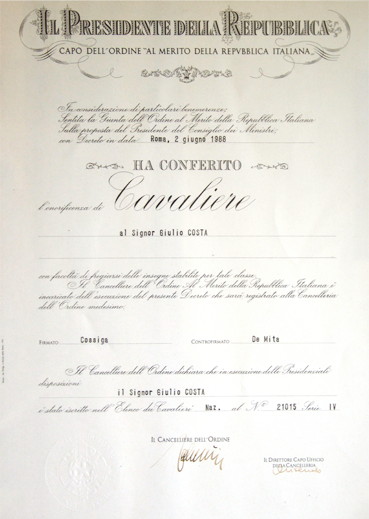 IL PRESIDENTE DELLA REPUBBLICA
CAPO DELL'ORDINE "AL MERITO DELLA REPVBBLICA ITALIANA"
In considerazione di particolari benemerenze;
Sentita la Giunta dell'Ordine Al Merito della Repubblica Italiana
Sulla proposta del Presidente del Consiglio dei Ministri;
con Decreto in data Roma, 2 giugno 1988
HA CONFERITO
l'onorificenza di Cavaliere
al Signor Giulio COSTA
con facoltà di fregiarsi delle insegne stabilite per tale classe.
Il Cancelliere dell'Ordine Al Merito della Repubblica Italiana è
incaricato dell'esecuzione del presente Decreto che sarà registrato alla Cancelleria
dell'Ordine medesimo.
FIRMATO Cossiga CONTROFIRMATO De Mita
Il Cancelliere dell'Ordine dichiara che in esecuzione delle Presidenziali
disposizioni
il Signor Giulio COSTA
è stato iscritto nell'Elenco dei Cavalieri Naz. al N° 21015 Serie IV
IL CANCELLIERE DELL'ORDINE
IL DIRETTORE CAPO UFFICIO
DELLA CANCELLERIA